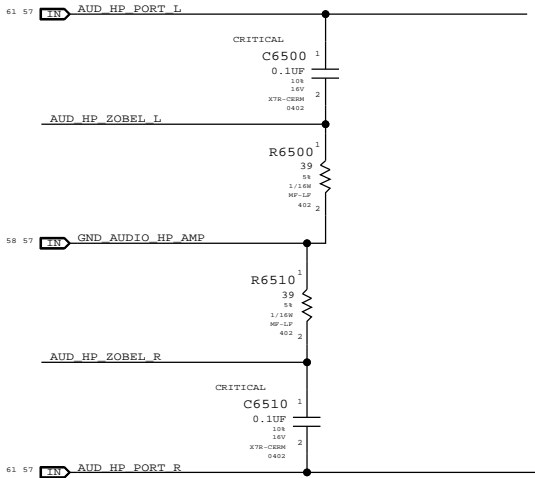 61 57 IN AUD_HP_PORT_L
CRITICAL
C6500 1
0.1UF
10%
16V
X7R-CERM 2
0402
AUD_HP_ZOBEL_L
R6500 1
39
5%
1/16W
MF-LF
402 2
58 57 IN GND_AUDIO_HP_AMP
R6510 1
39
5%
1/16W
MF-LF
402 2
AUD_HP_ZOBEL_R
CRITICAL
C6510 1
0.1UF
10%
16V 2
X7R-CERM
0402
61 57 IN AUD_HP_PORT_R